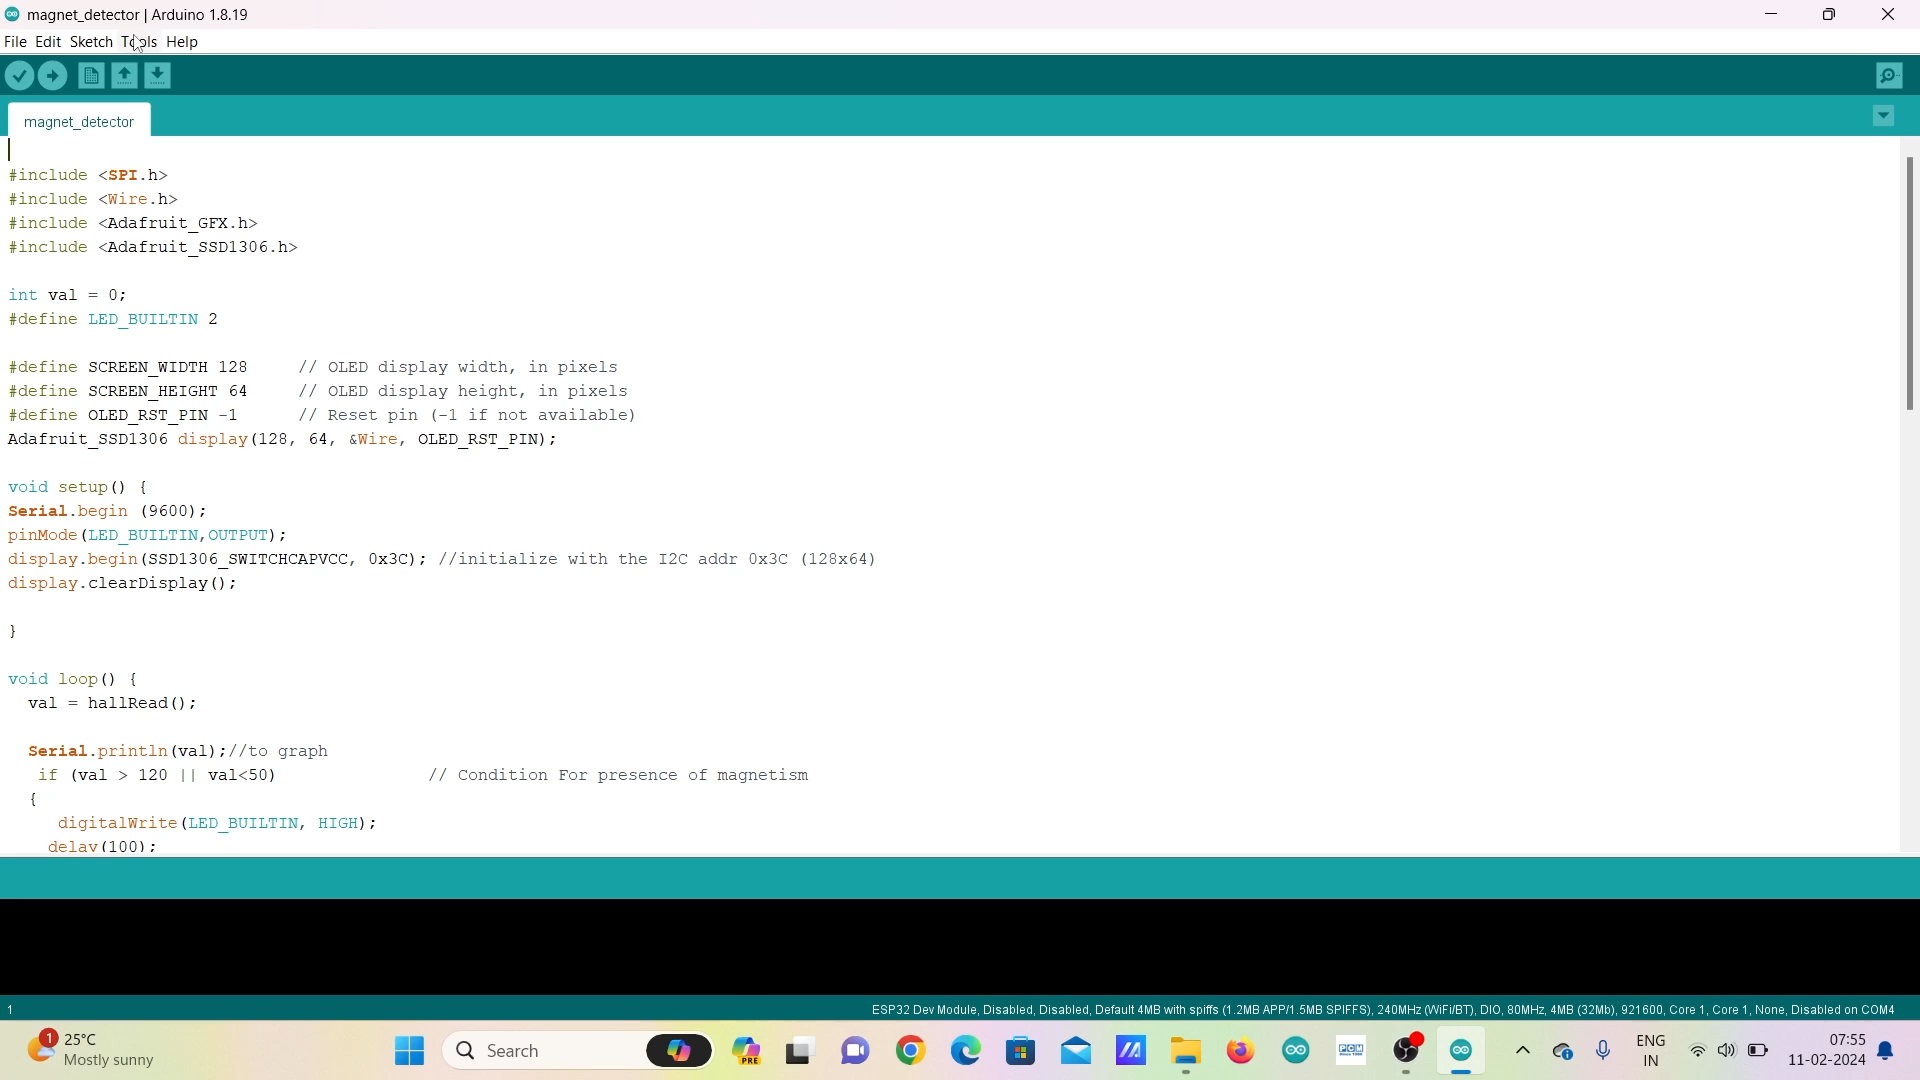 magnet_detector | Arduino 1.8.19
File Edit Sketch Tools Help
magnet_detector
#include <SPI.h>
#include <Wire.h>
#include <Adafruit_GFX.h>
#include <Adafruit_SSD1306.h>
int val = 0;
#define LED_BUILTIN 2
#define SCREEN_WIDTH 128 // OLED display width, in pixels
#define SCREEN_HEIGHT 64 // OLED display height, in pixels
#define OLED_RST_PIN -1 // Reset pin (-1 if not available)
Adafruit_SSD1306 display(128, 64, &Wire, OLED_RST_PIN);
void setup() {
Serial.begin (9600);
pinMode(LED_BUILTIN,OUTPUT);
display.begin(SSD1306_SWITCHCAPVCC, 0x3C); //initialize with the I2C addr 0x3C (128x64)
display.clearDisplay();
}
void loop() {
val = hallRead();
Serial.println(val);//to graph
if (val > 120 || val<50) // Condition For presence of magnetism
{
digitalWrite(LED_BUILTIN, HIGH);
delay(100);
1
ESP32 Dev Module, Disabled, Disabled, Default 4MB with spiffs (1.2MB APP/1.5MB SPIFFS), 240MHz (WiFi/BT), DIO, 80MHz, 4MB (32Mb), 921600, Core 1, Core 1, None, Disabled on COM4
1
25°C
Mostly sunny
Search
PRE
PCM
ENG
IN
07:55
11-02-2024